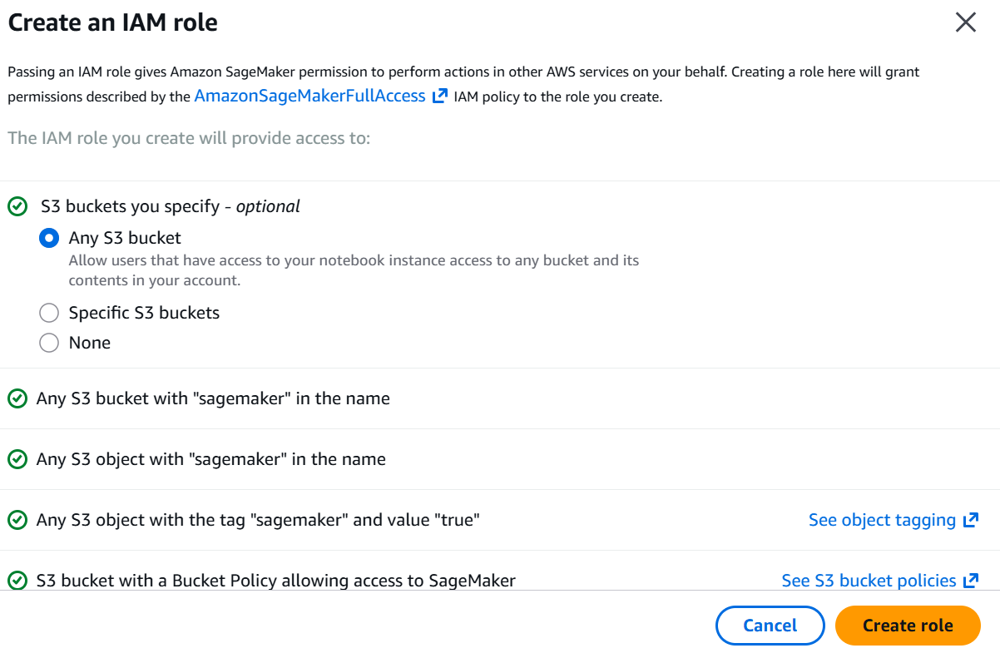 Create an IAM role
Passing an IAM role gives Amazon SageMaker permission to perform actions in other AWS services on your behalf. Creating a role here will grant
permissions described by the AmazonSageMakerFullAccess IAM policy to the role you create.
The IAM role you create will provide access to:
S3 buckets you specify - optional
Any S3 bucket
Allow users that have access to your notebook instance access to any bucket and its
contents in your account.
Specific S3 buckets
None
Any S3 bucket with "sagemaker" in the name
Any S3 object with "sagemaker" in the name
Any S3 object with the tag "sagemaker" and value "true" See object tagging
S3 bucket with a Bucket Policy allowing access to SageMaker See S3 bucket policies
Cancel Create role